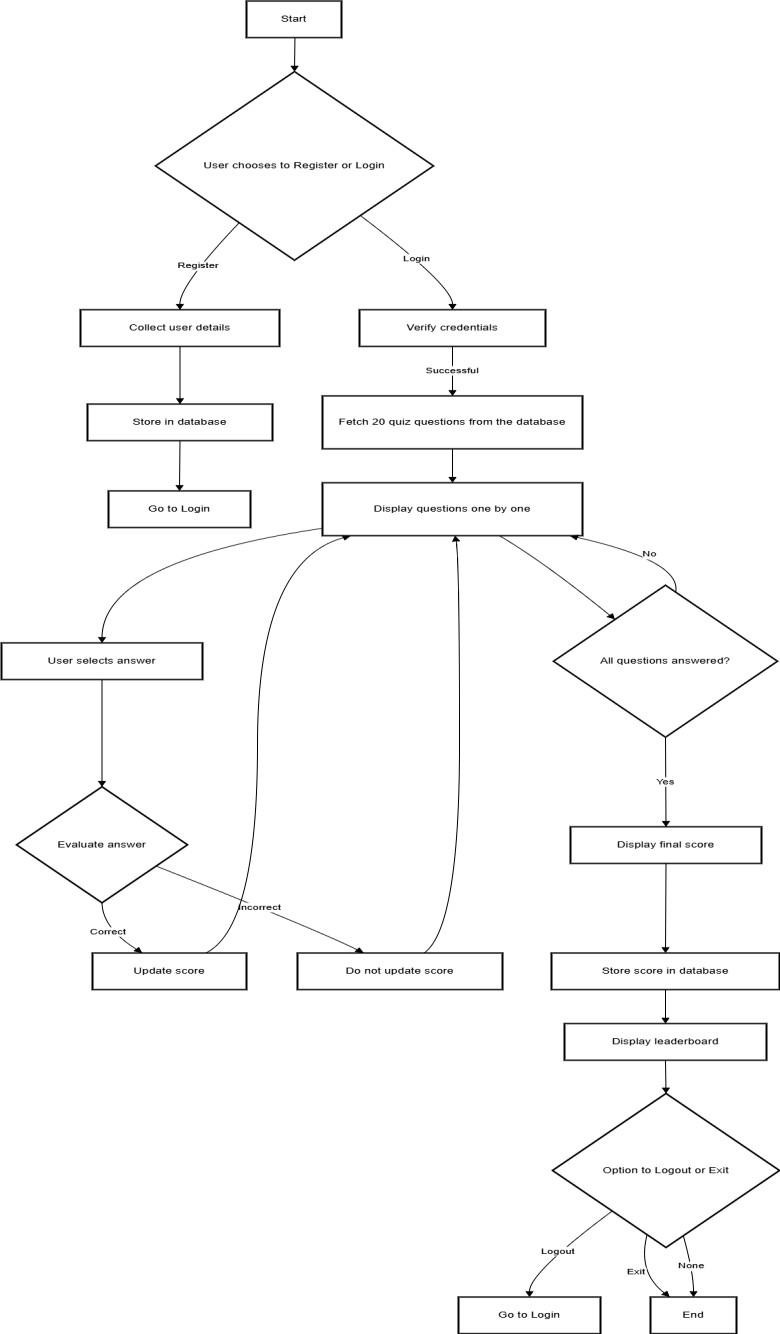 Start
User chooses to Register or Login
Register
Login
Collect user details
Verify credentials
Successful
Store in database
Fetch 20 quiz questions from the database
Go to Login
Display questions one by one
No
User selects answer
All questions answered?
Yes
Evaluate answer
Display final score
Incorrect
Correct
Update score
Do not update score
Store score in database
Display leaderboard
Option to Logout or Exit
Logout
Exit
None
Go to Login
End